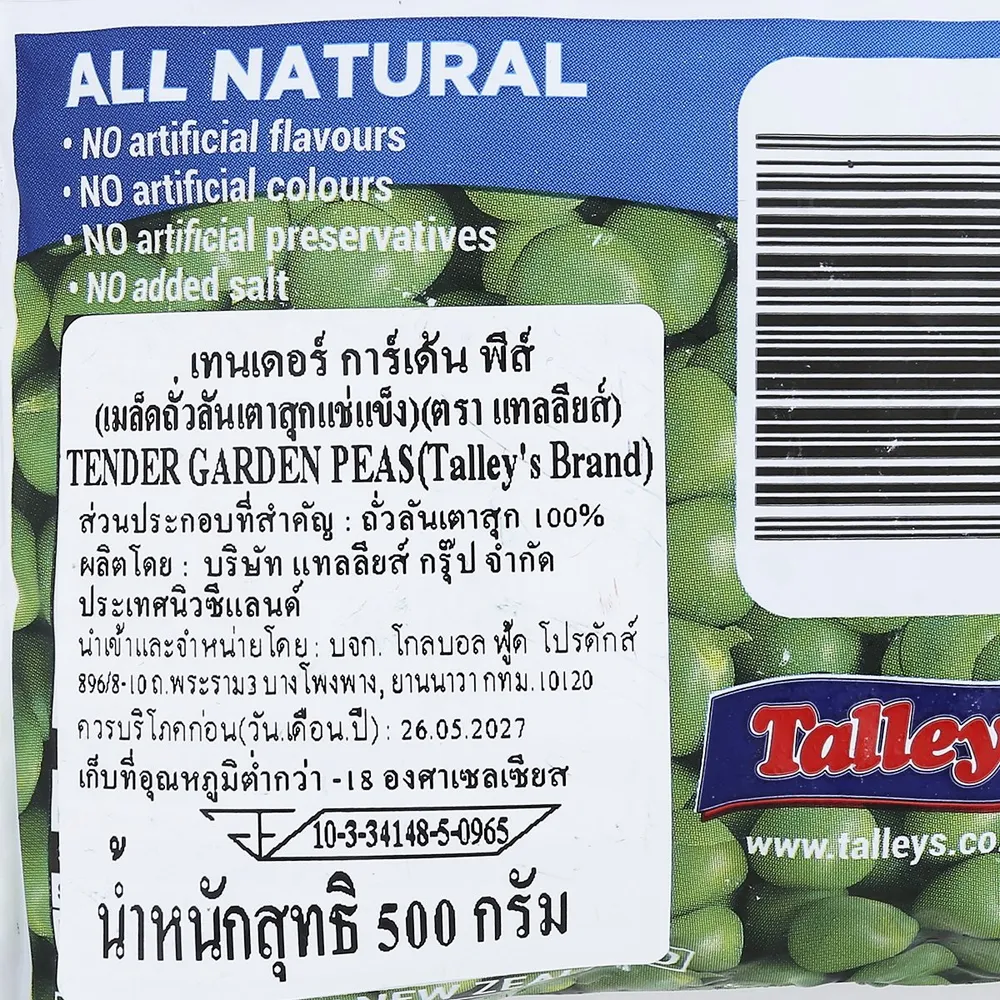 ALL NATURAL
• NO artificial flavours
• NO artificial colours
• NO artificial preservatives
• NO added salt
เทนเดอร์ การ์เด้น พีส์
(เมล็ดถั่วลันเตาสุกแช่แข็ง)(ตรา แทลลียส์)
TENDER GARDEN PEAS(Talley's Brand)
ส่วนประกอบที่สำคัญ : ถั่วลันเตาสุก 100%
ผลิตโดย : บริษัท แทลลียส์ กรุ๊ป จำกัด
ประเทศนิวซีแลนด์
นำเข้าและจำหน่ายโดย : บจก. โกลบอล ฟู้ด โปรดักส์
896/8-10 ถ.พระราม3 บางโพงพาง, ยานนาวา กทม. 10120
ควรบริโภคก่อน(วัน.เดือน.ปี) : 26.05.2027
เก็บที่อุณหภูมิต่ำกว่า -18 องศาเซลเซียส
10-3-34148-5-0965
น้ำหนักสุทธิ 500 กรัม
Talley
www.talleys.co
NEW